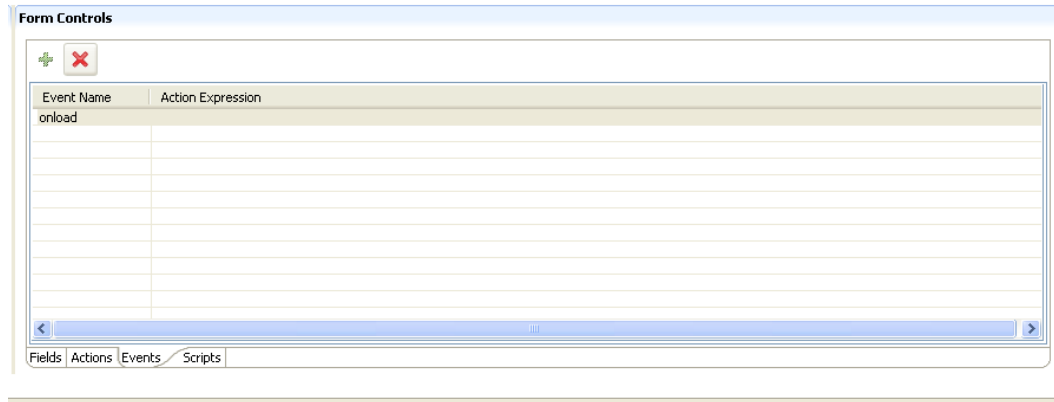 Form Controls
Event Name Action Expression
onload
Fields Actions Events Scripts